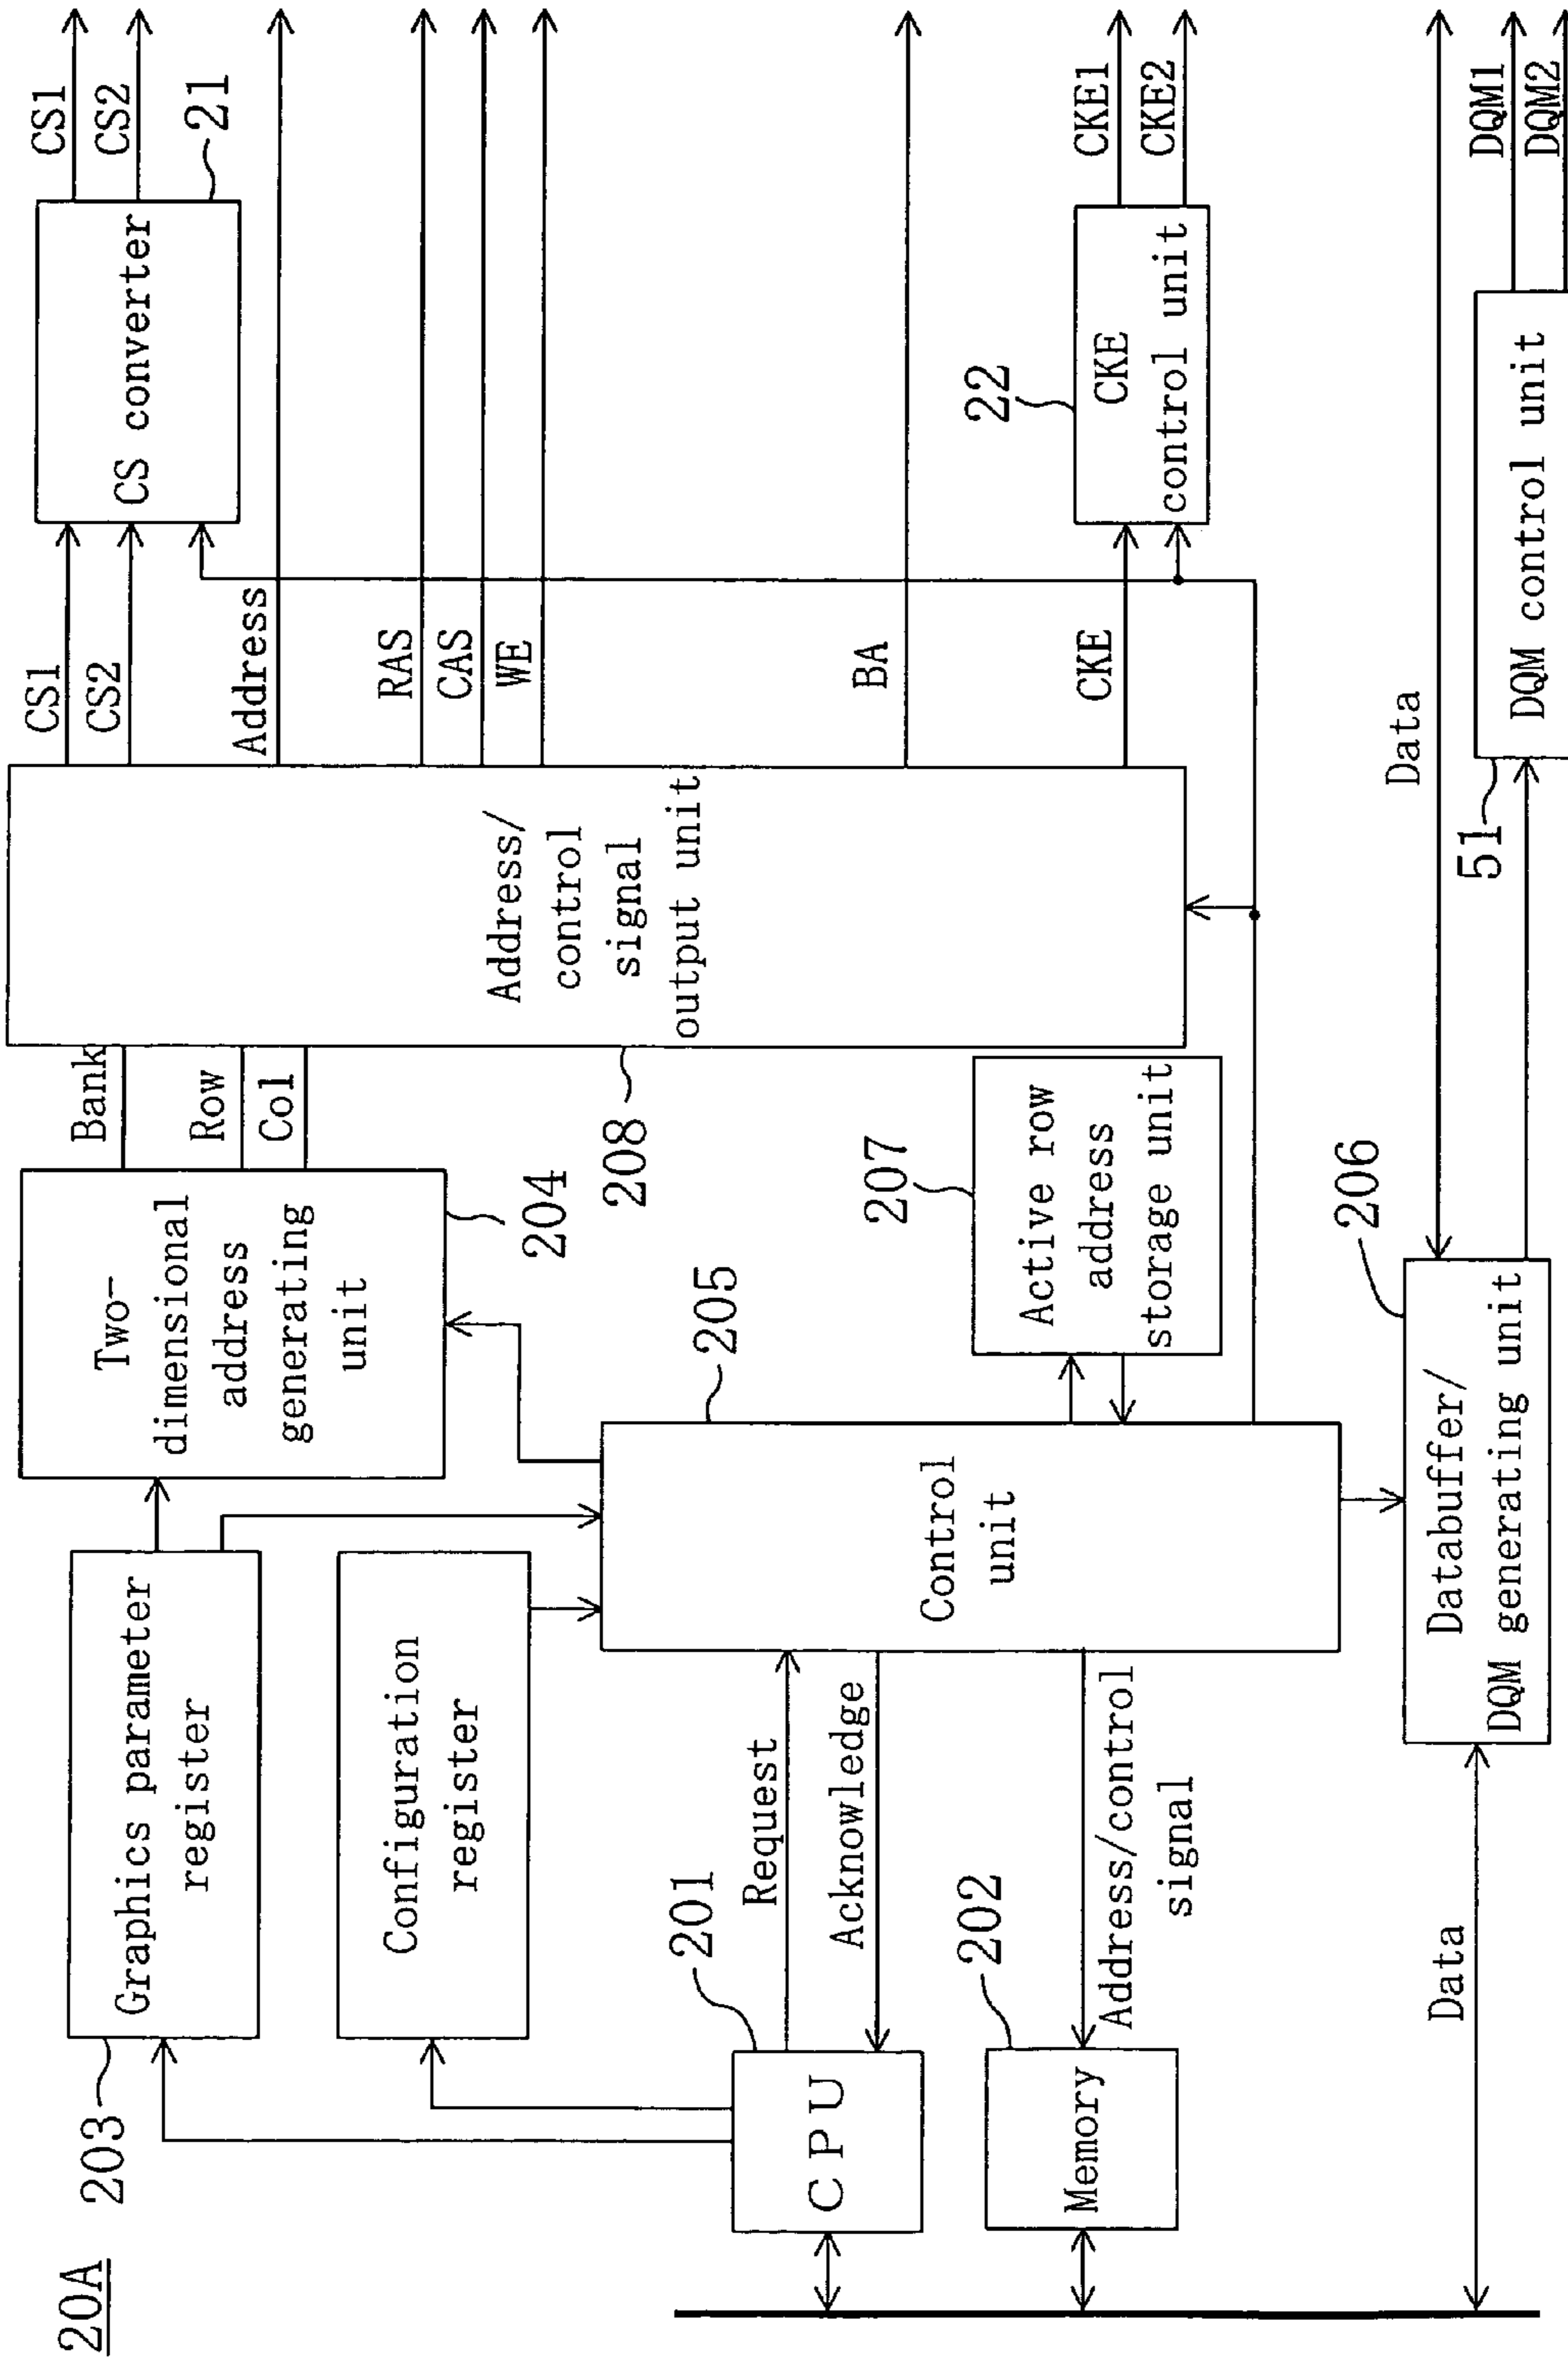 20A
203
Graphics parameter
register
Two-
dimensional
address
generating
unit
204
Bank
Row
Col
Address/
control
signal
output unit
208
CS1
CS2
Address
RAS
CAS
WE
BA
CKE
CS converter
21
CS1
CS2
Configuration
register
201
CPU
Request
Acknowledge
202
Memory
Address/control
signal
205
Control
unit
207
Active row
address
storage unit
22
CKE
control unit
CKE1
CKE2
Data
206
Databuffer/
DQM generating unit
Data
51
DQM control unit
DQM1
DQM2